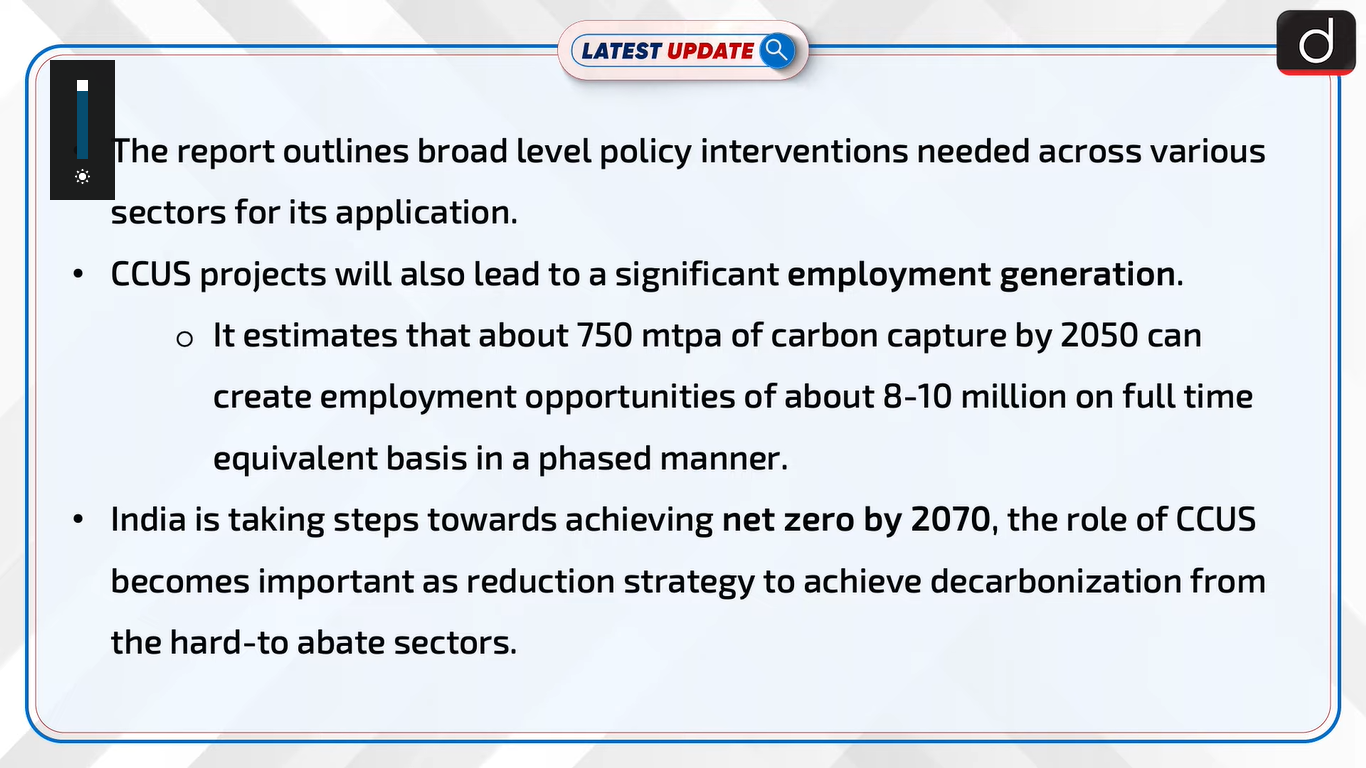 LATEST UPDATE
d
• The report outlines broad level policy interventions needed across various
sectors for its application.
• CCUS projects will also lead to a significant employment generation.
o It estimates that about 750 mtpa of carbon capture by 2050 can
create employment opportunities of about 8-10 million on full time
equivalent basis in a phased manner.
• India is taking steps towards achieving net zero by 2070, the role of CCUS
becomes important as reduction strategy to achieve decarbonization from
the hard-to abate sectors.